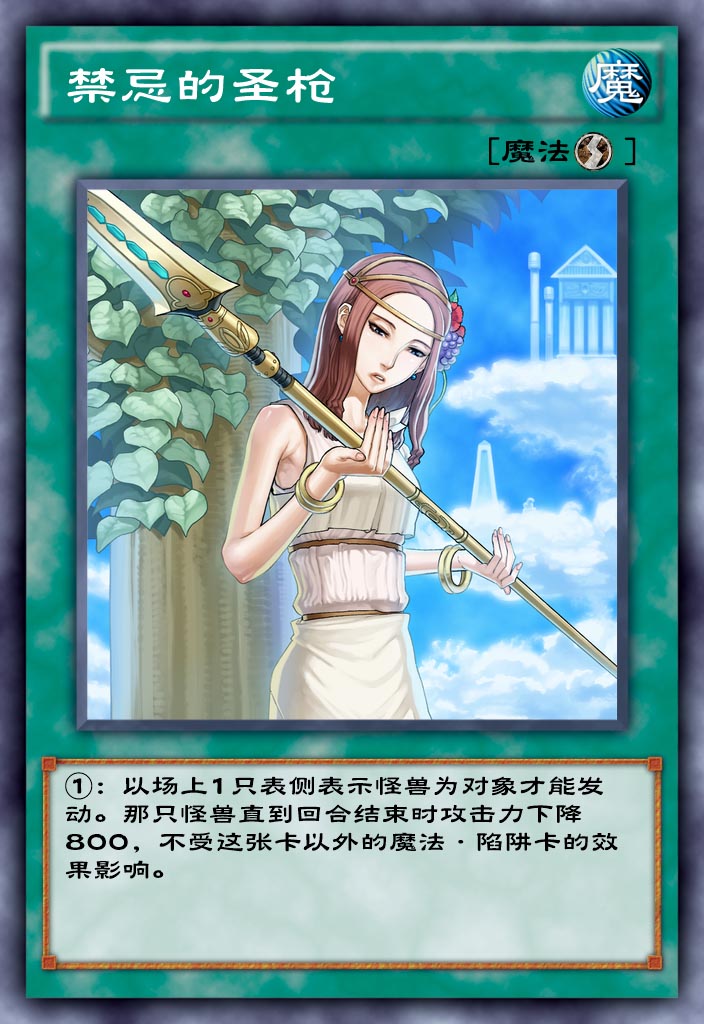 禁忌的圣枪
魔
[魔法 ]
①：以场上1只表侧表示怪兽为对象才能发
动。那只怪兽直到回合结束时攻击力下降
800，不受这张卡以外的魔法·陷阱卡的效
果影响。